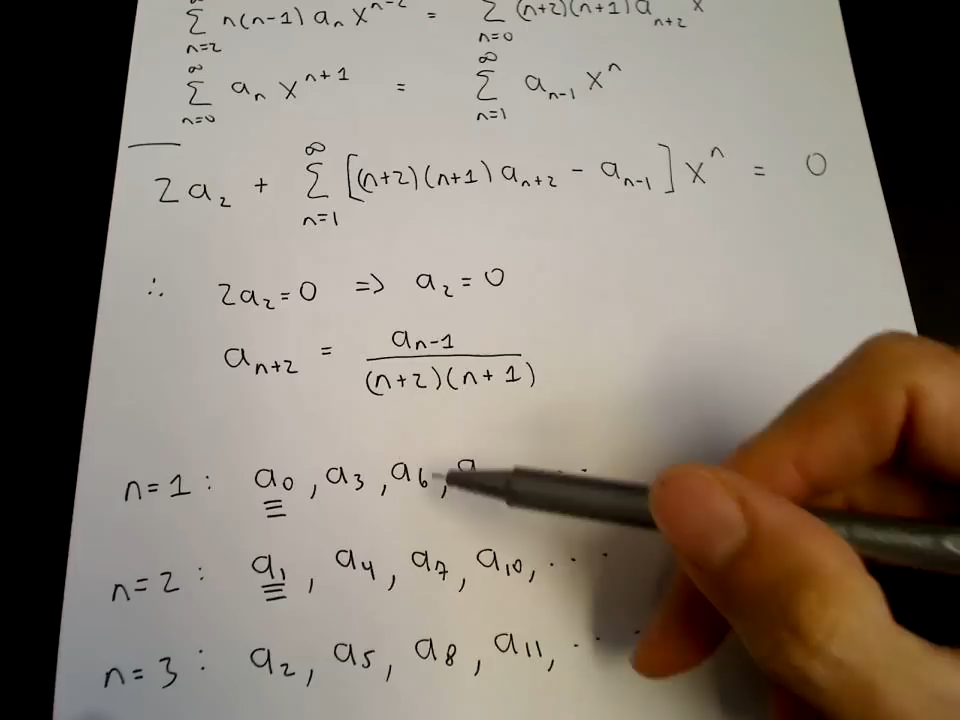 ∞ ∑ n=2 n(n-1) aₙ xⁿ⁻² = ∑ n=0 (n+2)(n+1) aₙ₊₂ x
∞ ∑ n=0 aₙ xⁿ⁺¹ = ∞ ∑ n=1 aₙ₋₁ xⁿ
2a₂ + ∞ ∑ n=1 [(n+2)(n+1) aₙ₊₂ - aₙ₋₁] xⁿ = 0
∴ 2a₂ = 0 => a₂ = 0
aₙ₊₂ = aₙ₋₁ / (n+2)(n+1)
n=1 : a₀, a₃, a₆, a ...
n=2 : a₁, a₄, a₇, a₁₀, ...
n=3 : a₂, a₅, a₈, a₁₁, ...